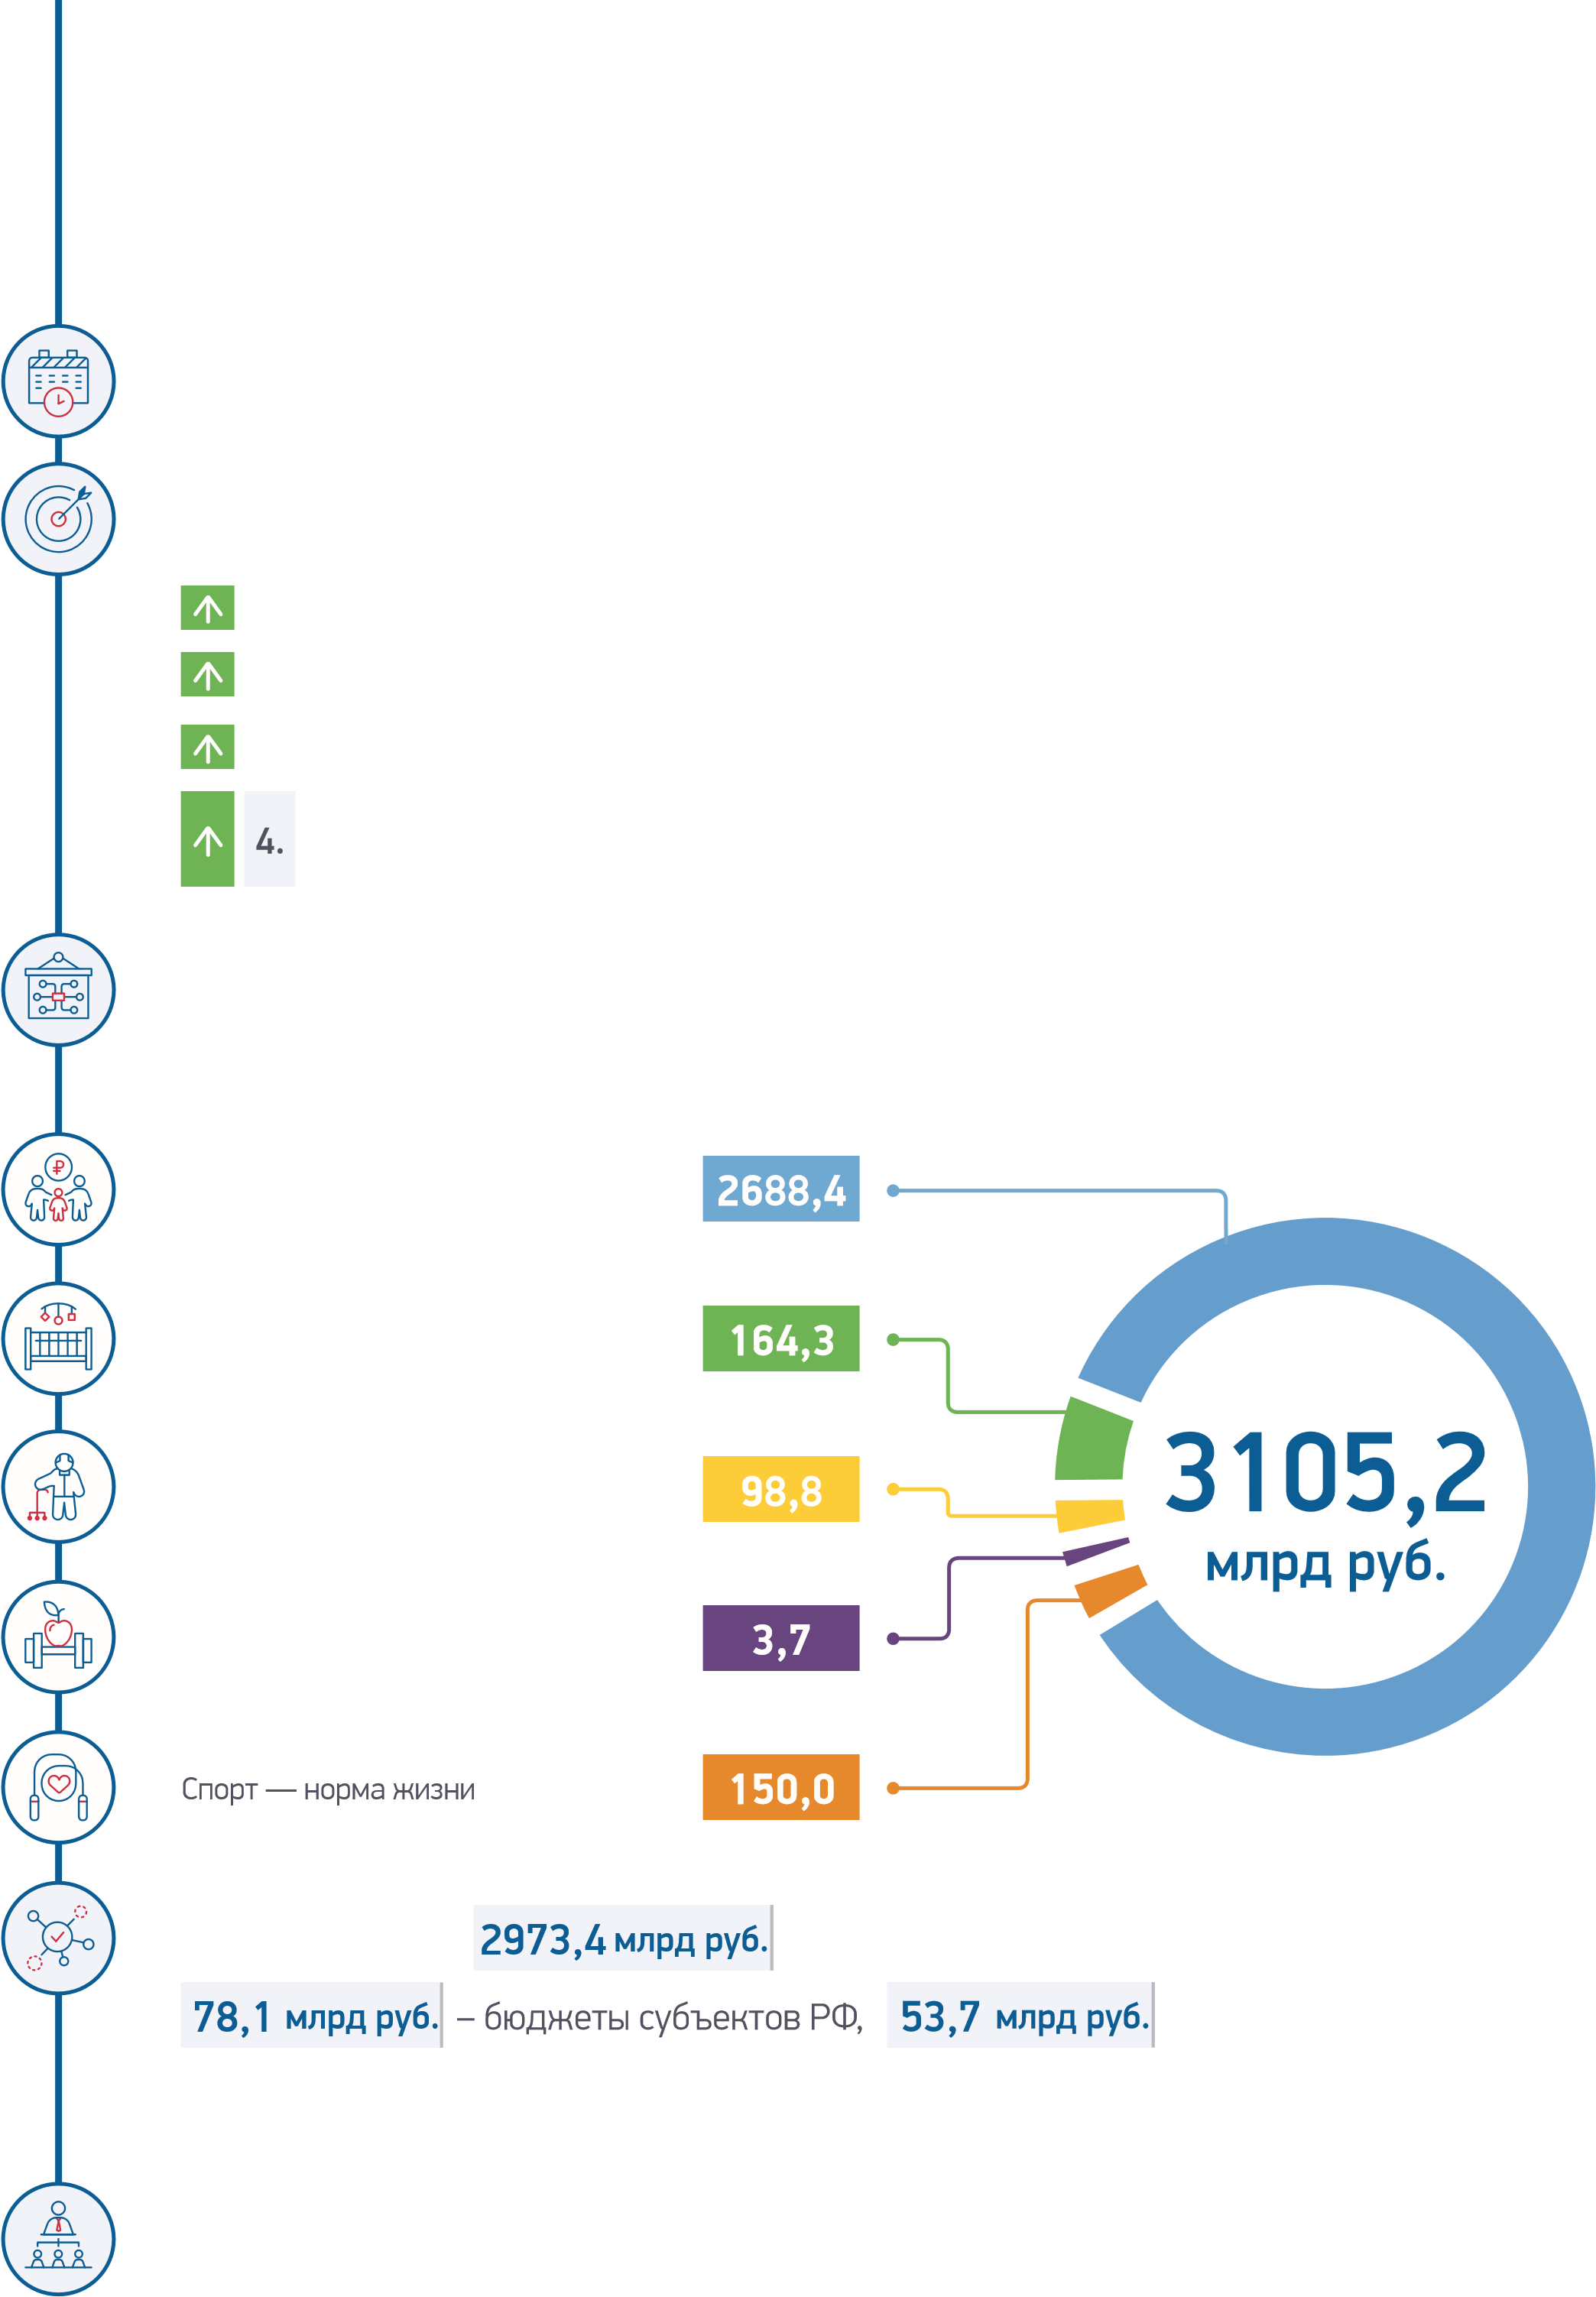 4.
2688,4
164,3
98,8
3105,2
млрд руб.
3,7
Спорт — норма жизни
150,0
2973,4 млрд руб.
78,1 млрд руб. – бюджеты субъектов РФ, 53,7 млрд руб.